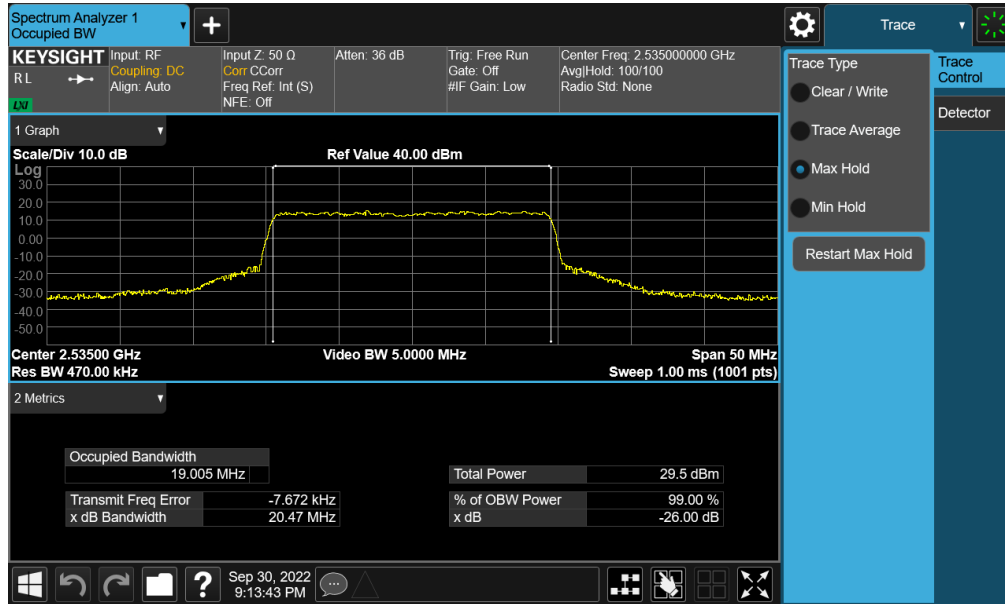 Spectrum Analyzer 1
Occupied BW
Trace
KEYSIGHT
R L
LXI
Input: RF
Coupling: DC
Align: Auto
Input Z: 50 Ω
Corr CCorr
Freq Ref: Int (S)
NFE: Off
Atten: 36 dB
Trig: Free Run
Gate: Off
#IF Gain: Low
Center Freq: 2.535000000 GHz
Avg|Hold: 100/100
Radio Std: None
Trace Type
Clear / Write
Trace Average
Max Hold
Min Hold
Restart Max Hold
Trace
Control
Detector
1 Graph
Scale/Div 10.0 dB
Ref Value 40.00 dBm
Log
30.0
20.0
10.0
0.00
-10.0
-20.0
-30.0
-40.0
-50.0
Center 2.53500 GHz
Video BW 5.0000 MHz
Span 50 MHz
Res BW 470.00 kHz
Sweep 1.00 ms (1001 pts)
2 Metrics
Occupied Bandwidth
19.005 MHz
Total Power 29.5 dBm
Transmit Freq Error -7.672 kHz
% of OBW Power 99.00 %
x dB Bandwidth 20.47 MHz
x dB -26.00 dB
?
Sep 30, 2022
9:13:43 PM